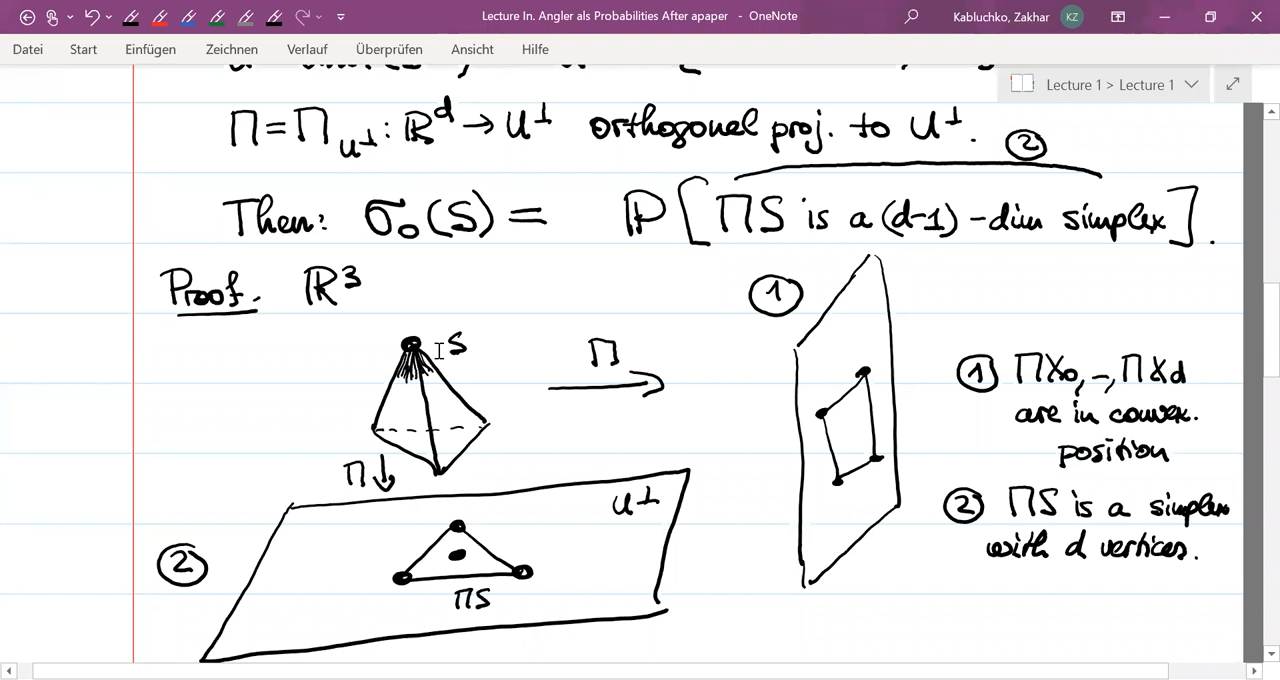 Lecture In. Angler als Probabilities After apaper - OneNote
Kabluchko, Zakhar KZ
Datei Start Einfügen Zeichnen Verlauf Überprüfen Ansicht Hilfe
Lecture 1 > Lecture 1
Π = Π_{U⊥} : ℝ^d → U⊥ orthogonal proj. to U⊥.
②
Then: σ₀(S) = ℙ[ΠS is a (d-1)-dim simplex].
Proof. ℝ³
①
S
Π
① ΠX₀, –, ΠXd
are in convex.
position
Π↓
U⊥
② ΠS is a simplex
with d vertices.
②
ΠS